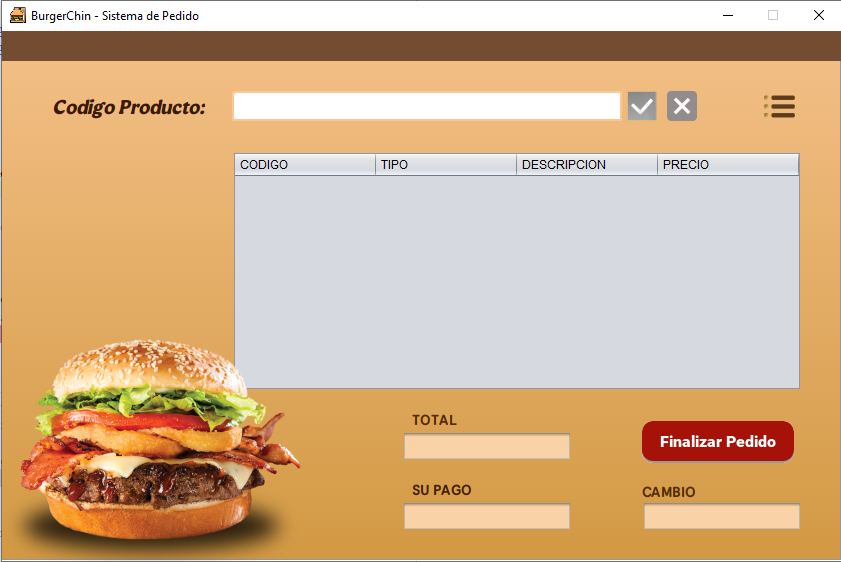 BurgerChin - Sistema de Pedido
Codigo Producto:
CODIGO TIPO DESCRIPCION PRECIO
TOTAL
Finalizar Pedido
SU PAGO
CAMBIO